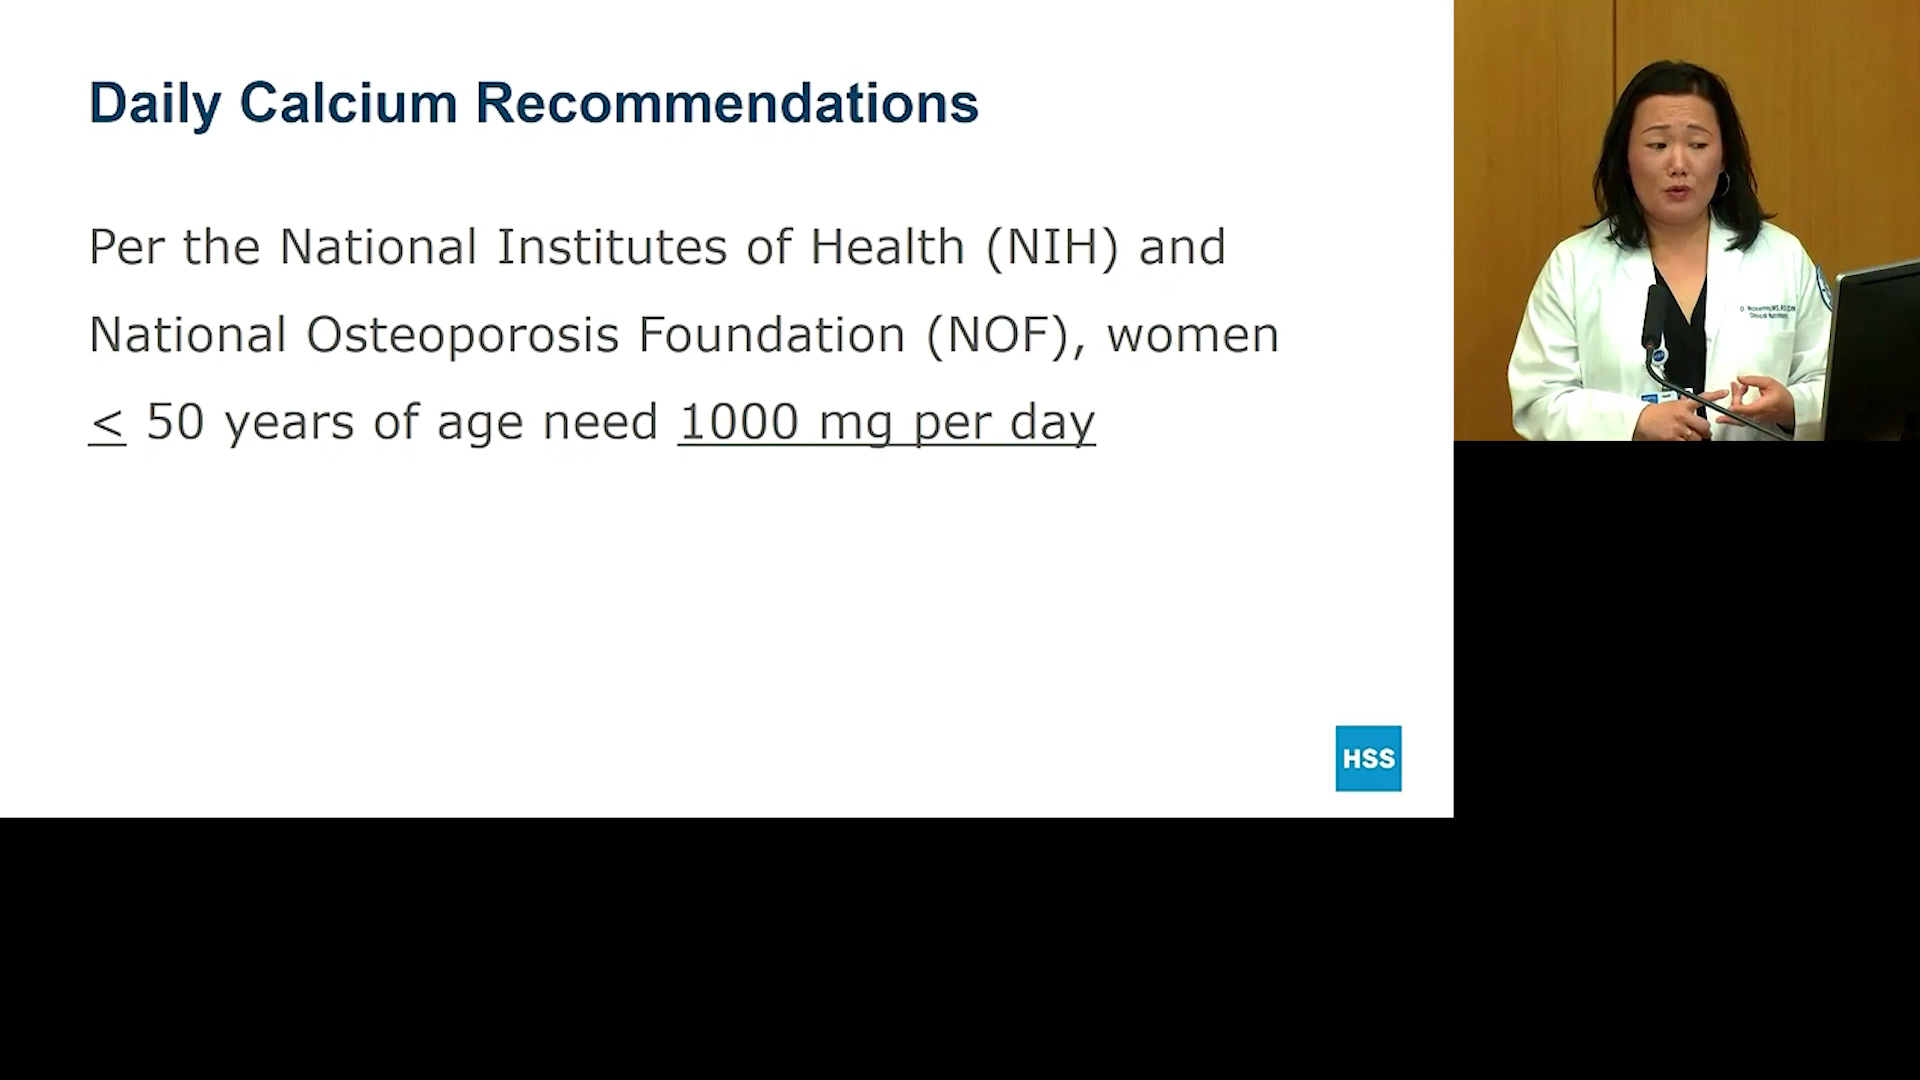 Daily Calcium Recommendations
Per the National Institutes of Health (NIH) and
National Osteoporosis Foundation (NOF), women
≤ 50 years of age need 1000 mg per day
HSS